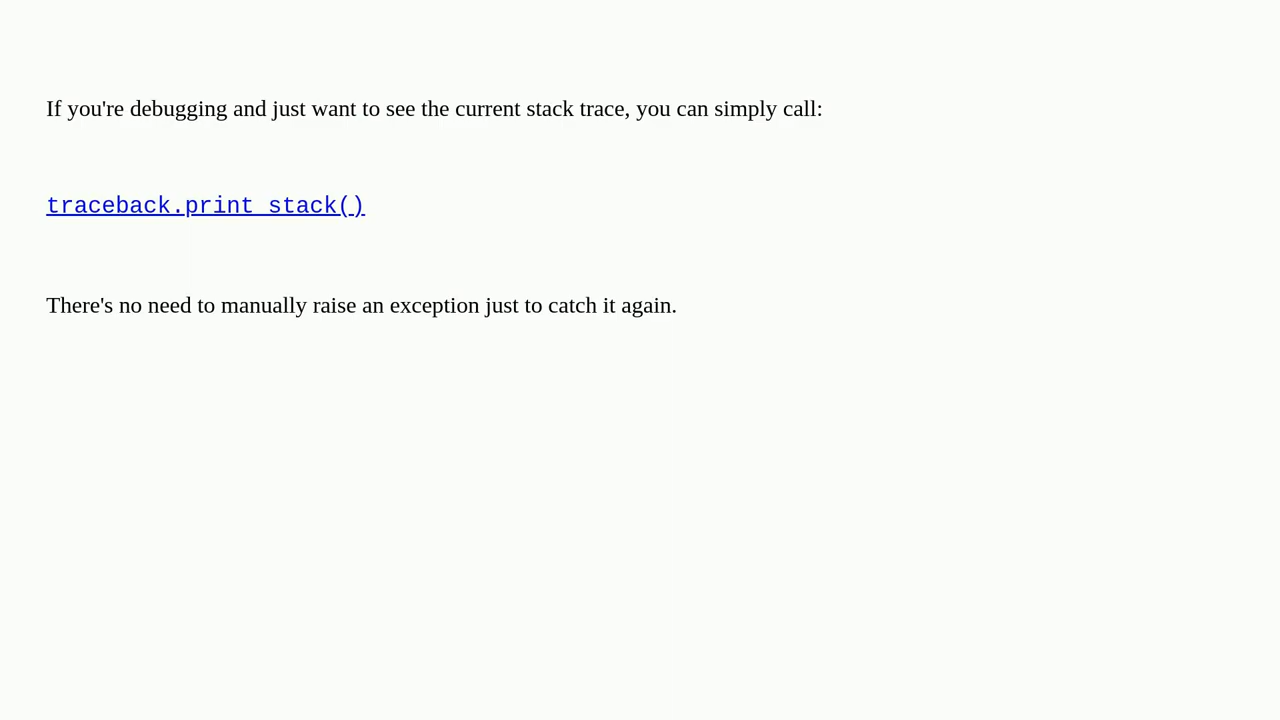 If you're debugging and just want to see the current stack trace, you can simply call:
traceback.print_stack()
There's no need to manually raise an exception just to catch it again.